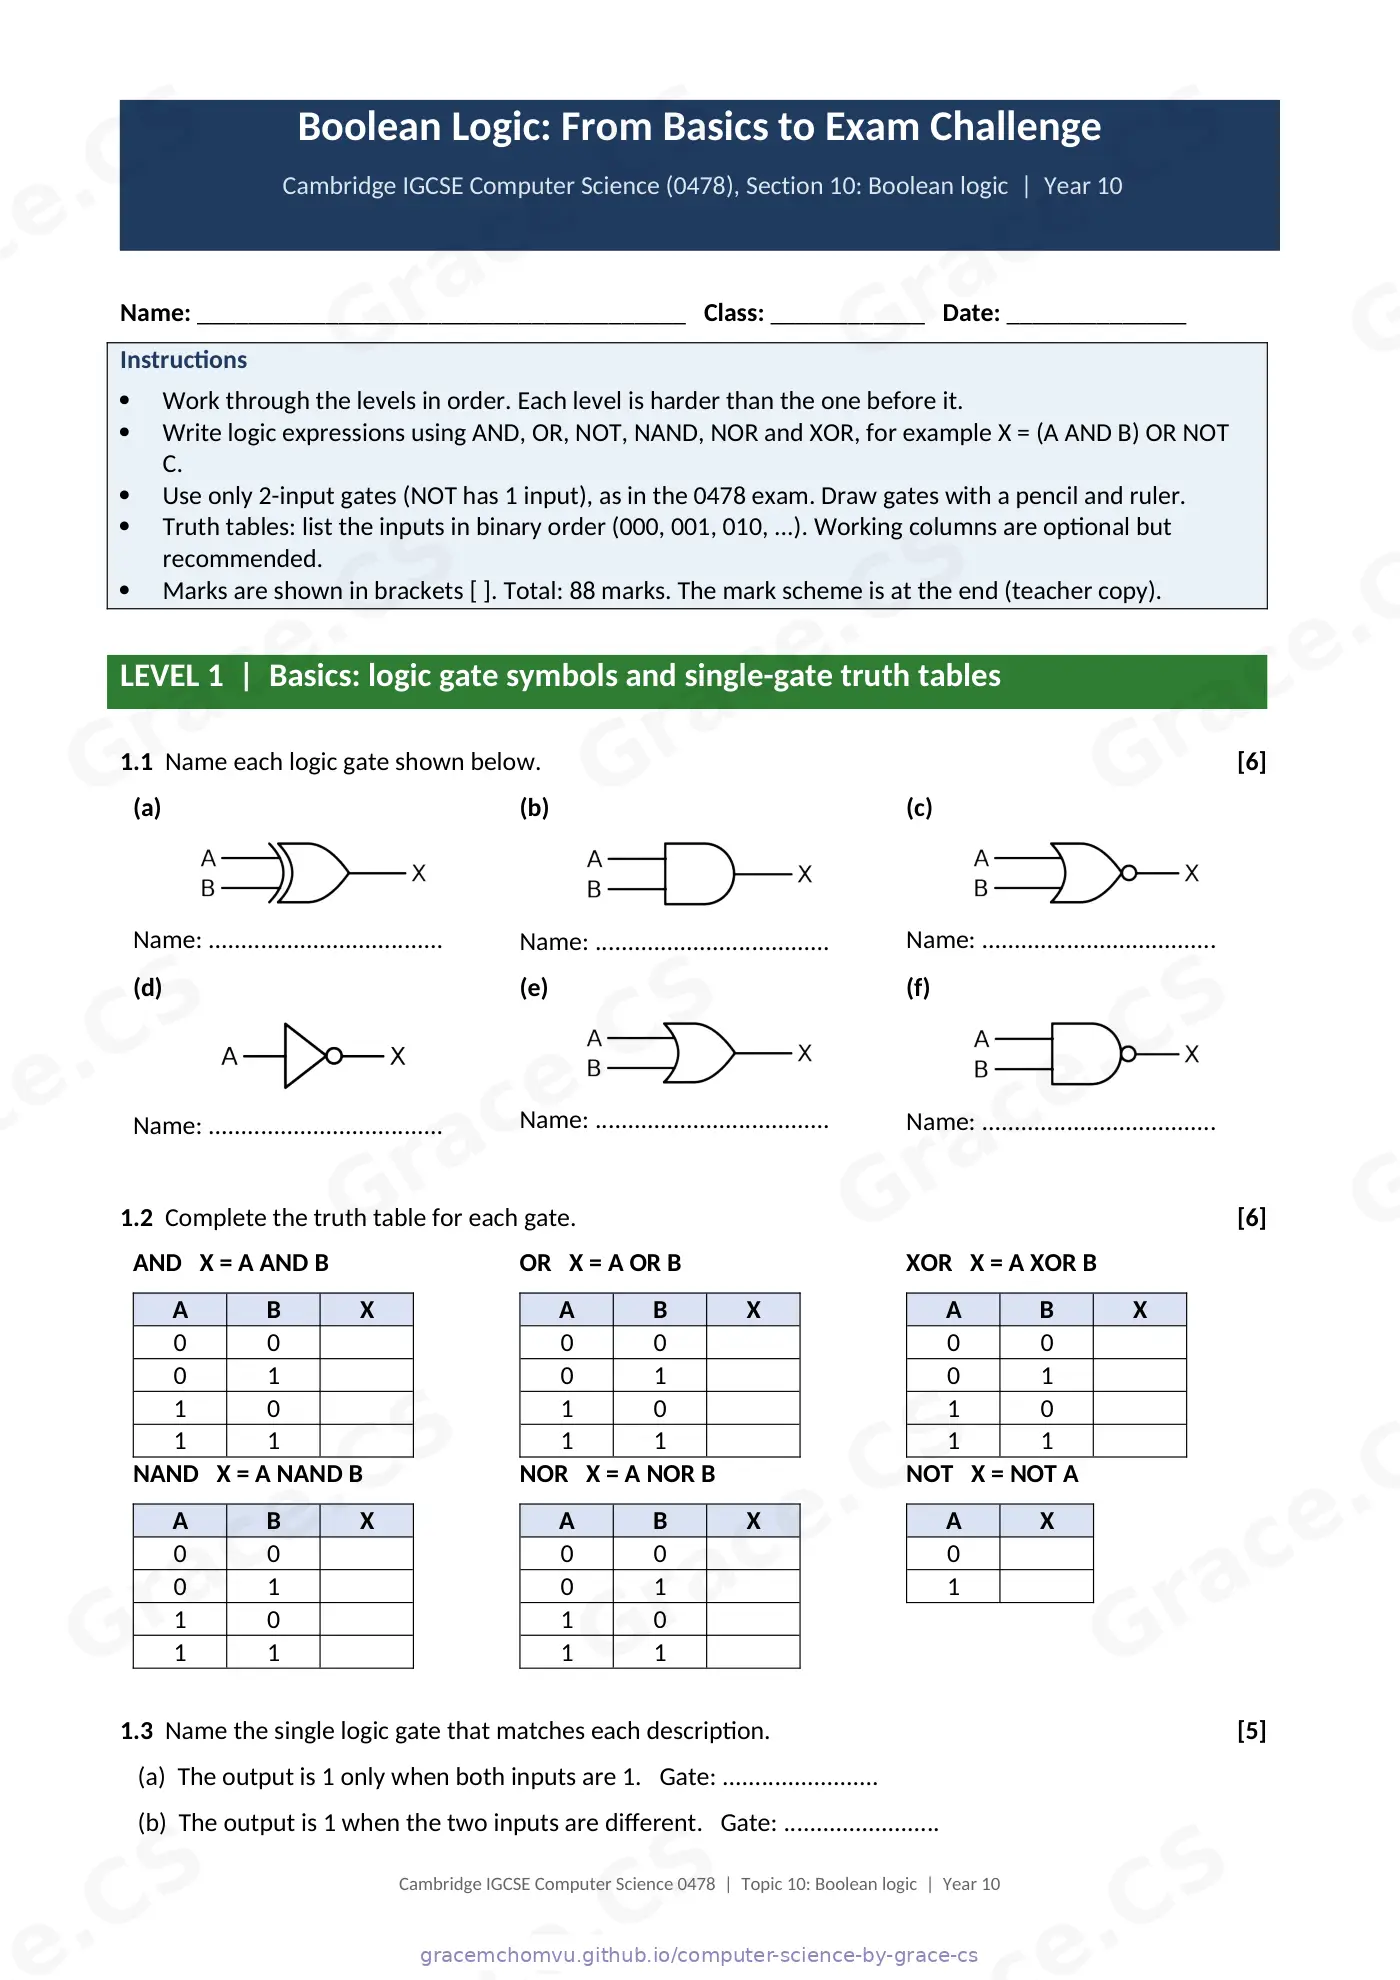 Boolean Logic: From Basics to Exam Challenge
Cambridge IGCSE Computer Science (0478), Section 10: Boolean logic | Year 10
Name: ______________________________________ Class: ____________ Date: ______________
Instructions
• Work through the levels in order. Each level is harder than the one before it.
• Write logic expressions using AND, OR, NOT, NAND, NOR and XOR, for example X = (A AND B) OR NOT
C.
• Use only 2-input gates (NOT has 1 input), as in the 0478 exam. Draw gates with a pencil and ruler.
• Truth tables: list the inputs in binary order (000, 001, 010, ...). Working columns are optional but
recommended.
• Marks are shown in brackets [ ]. Total: 88 marks. The mark scheme is at the end (teacher copy).
LEVEL 1 | Basics: logic gate symbols and single-gate truth tables
1.1 Name each logic gate shown below. [6]
(a) (b) (c)
A B X A B X A B X
Name: .................................... Name: .................................... Name: ....................................
(d) (e) (f)
A X A B X A B X
Name: .................................... Name: .................................... Name: ....................................
1.2 Complete the truth table for each gate. [6]
AND X = A AND B OR X = A OR B XOR X = A XOR B
A B X A B X A B X
0 0 0 0 0 0
0 1 0 1 0 1
1 0 1 0 1 0
1 1 1 1 1 1
NAND X = A NAND B NOR X = A NOR B NOT X = NOT A
A B X A B X A X
0 0 0 0 0
0 1 0 1 1
1 0 1 0
1 1 1 1
1.3 Name the single logic gate that matches each description. [5]
(a) The output is 1 only when both inputs are 1. Gate: ........................
(b) The output is 1 when the two inputs are different. Gate: ........................
Cambridge IGCSE Computer Science 0478 | Topic 10: Boolean logic | Year 10
gracemchomvu.github.io/computer-science-by-grace-cs
Grace.CS